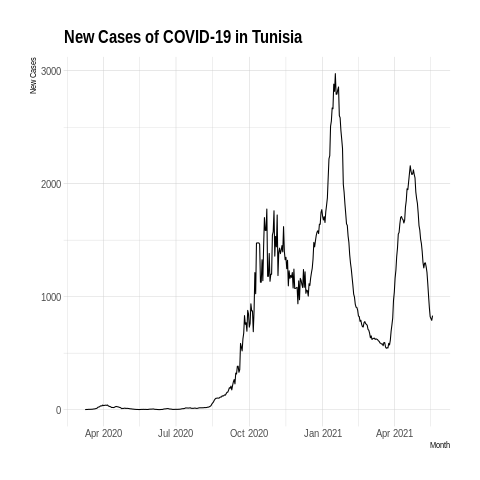 New Cases of COVID-19 in Tunisia
New Cases
3000
2000
1000
0
Apr 2020 Jul 2020 Oct 2020 Jan 2021 Apr 2021
Month